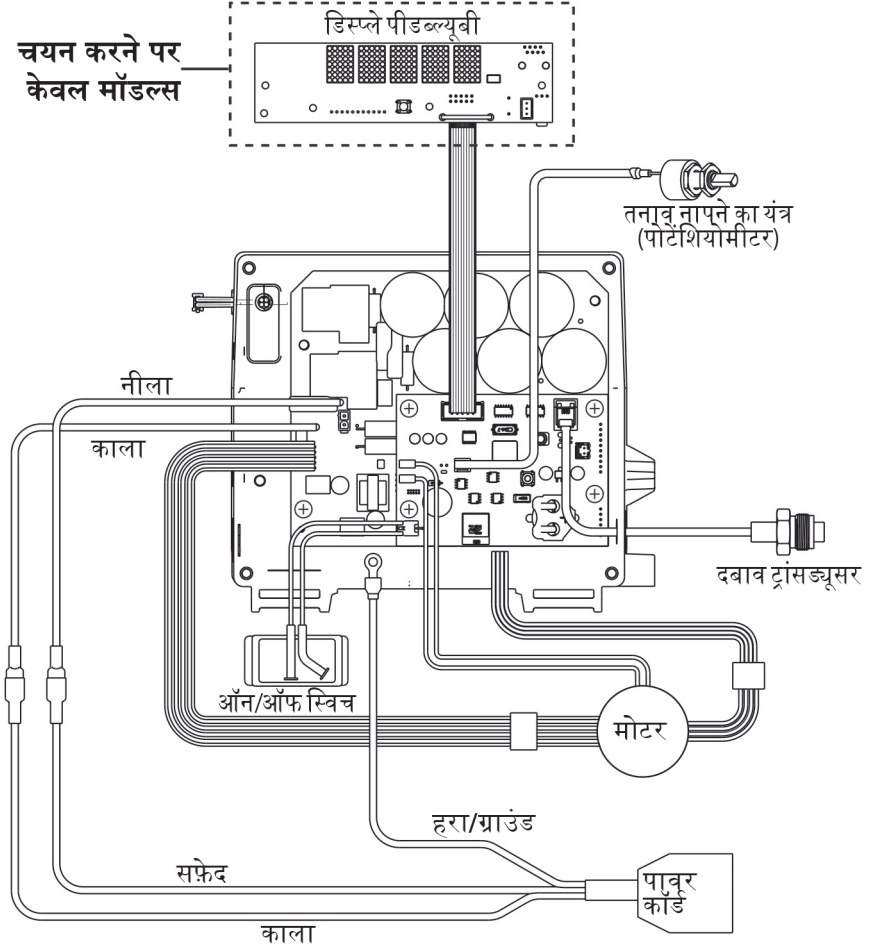 डिस्प्ले पीडब्ल्यूबी
चयन करने पर
केवल मॉडल्स
तनाव नापने का यंत्र
(पोटेंशियोमीटर)
नीला
काला
दबाव ट्रांसड्यूसर
ऑन/ऑफ स्विच
मोटर
हरा/ग्राउंड
सफ़ेद
पावर
कॉर्ड
काला